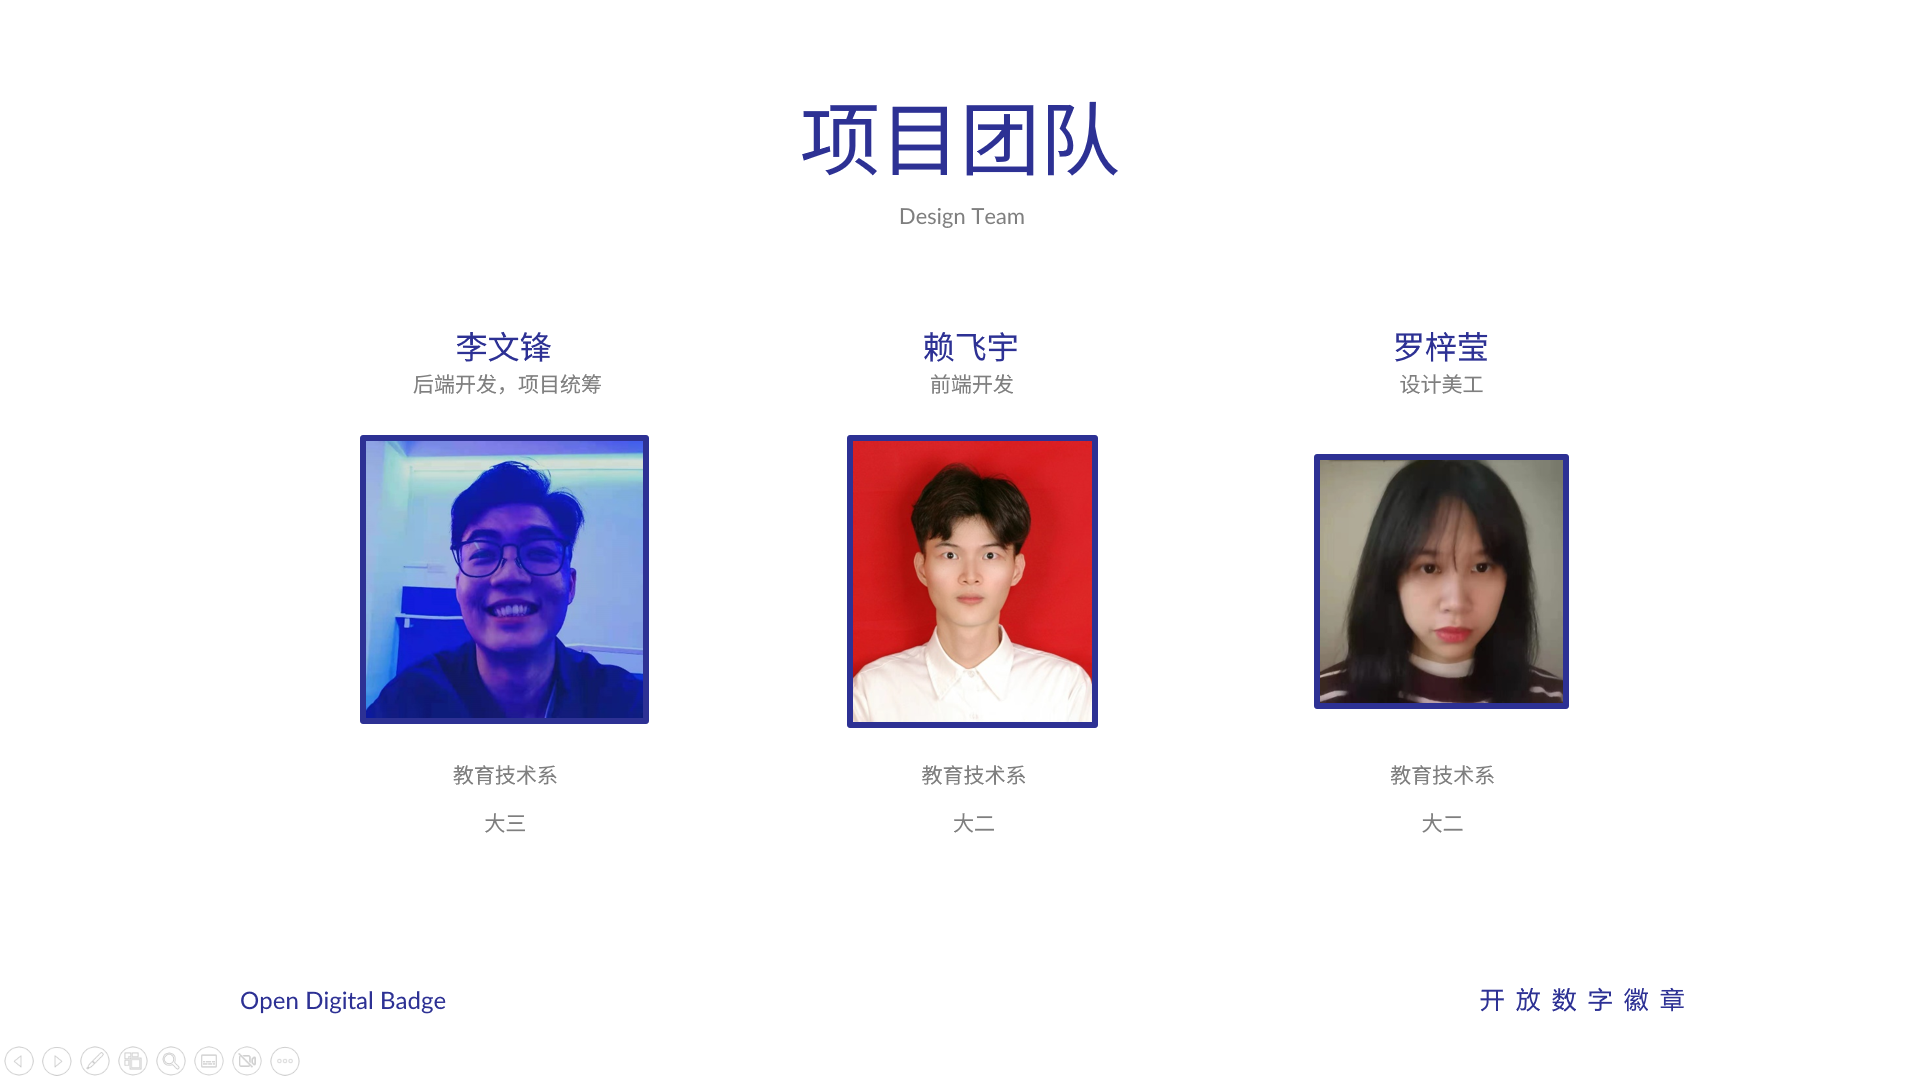 项目团队
Design Team
李文锋
后端开发，项目统筹
教育技术系
大三
赖飞宇
前端开发
教育技术系
大二
罗梓莹
设计美工
教育技术系
大二
Open Digital Badge
开放数字徽章